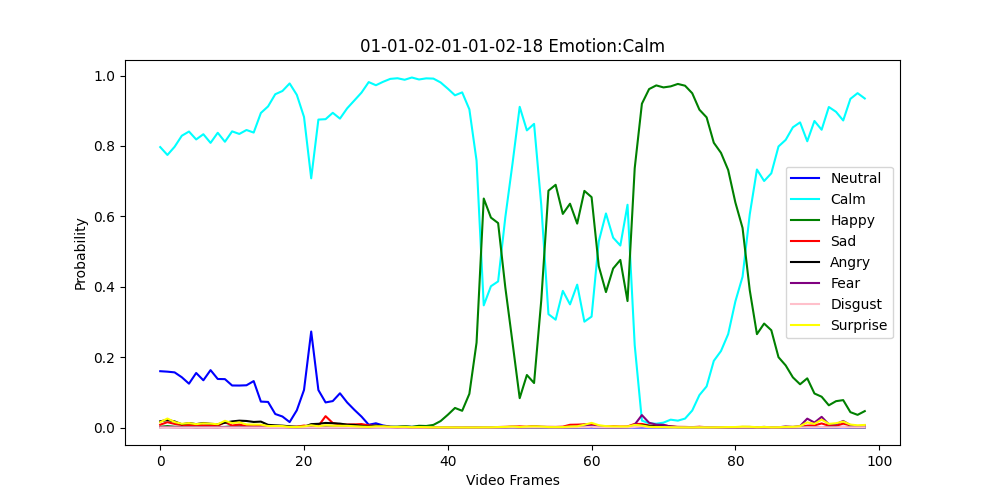 01-01-02-01-01-02-18 Emotion:Calm
1.0
0.8
0.6
0.4
0.2
0.0
Probability
0 20 40 60 80 100
Video Frames
Neutral
Calm
Happy
Sad
Angry
Fear
Disgust
Surprise